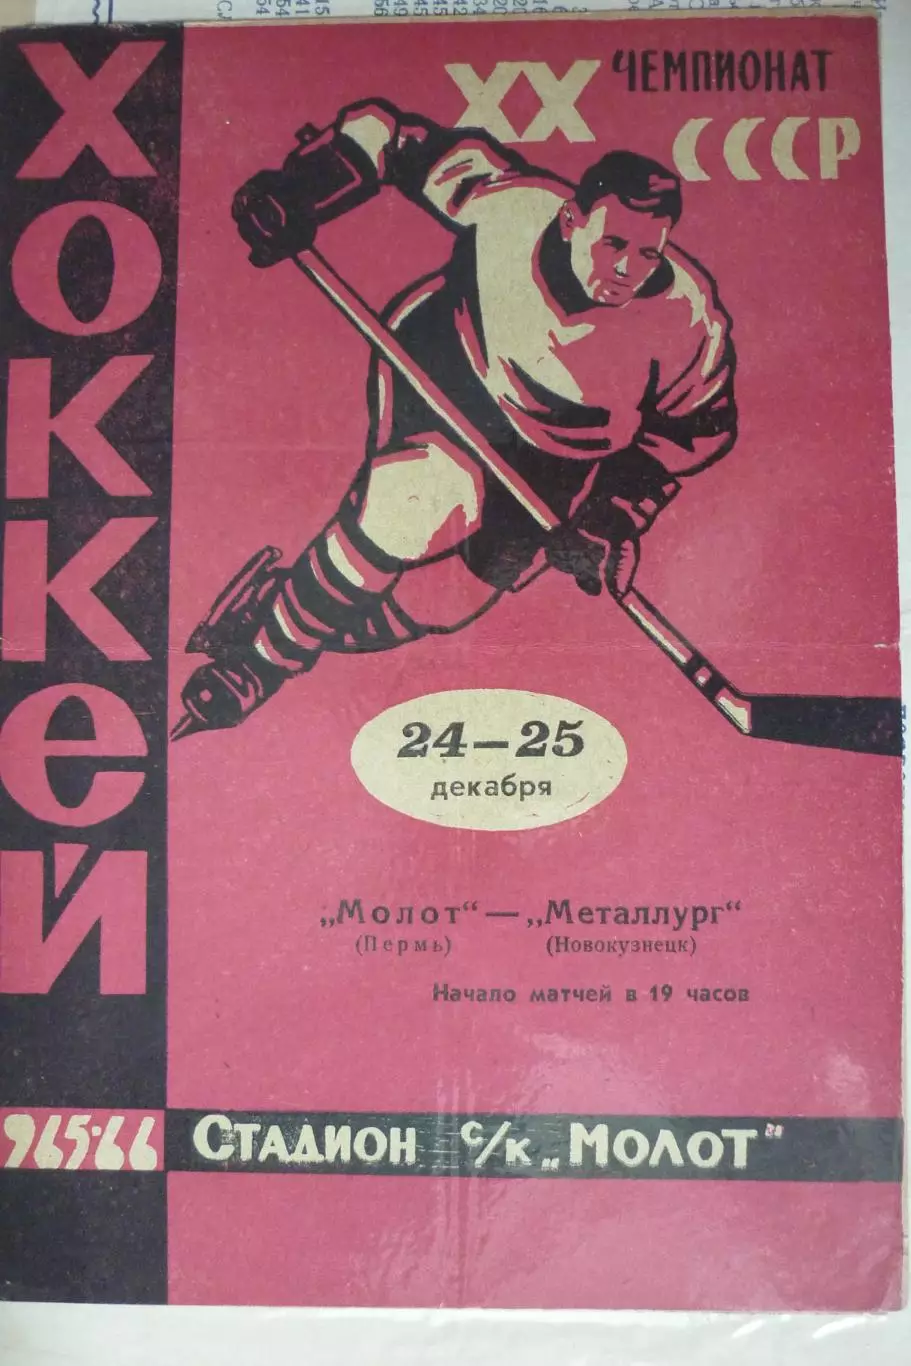 Хоккей
XX ЧЕМПИОНАТ
СССР
24—25
декабря
„Молот“ — „Металлург“
(Пермь) (Новокузнецк)
Начало матчей в 19 часов
965-66 СТАДИОН с/к „МОЛОТ"